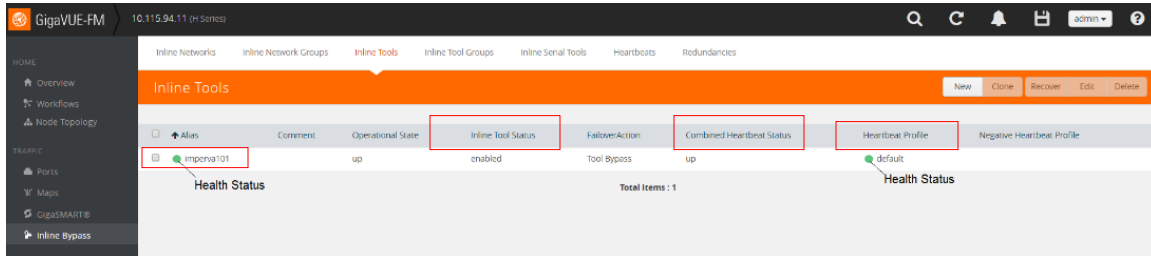 GigaVUE-FM 10.115.94.11 (H Series) admin
Inline Networks Inline Network Groups Inline Tools Inline Tool Groups Inline Serial Tools Heartbeats Redundancies
HOME
Overview
Workflows
Node Topology
TRAFFIC
Ports
Maps
GigaSMART®
Inline Bypass
Inline Tools New Clone Recover Edit Delete
Alias Comment Operational State Inline Tool Status FailoverAction Combined Heartbeat Status Heartbeat Profile Negative Heartbeat Profile
imperva101 up enabled Tool Bypass up default
Health Status Health Status
Total Items : 1